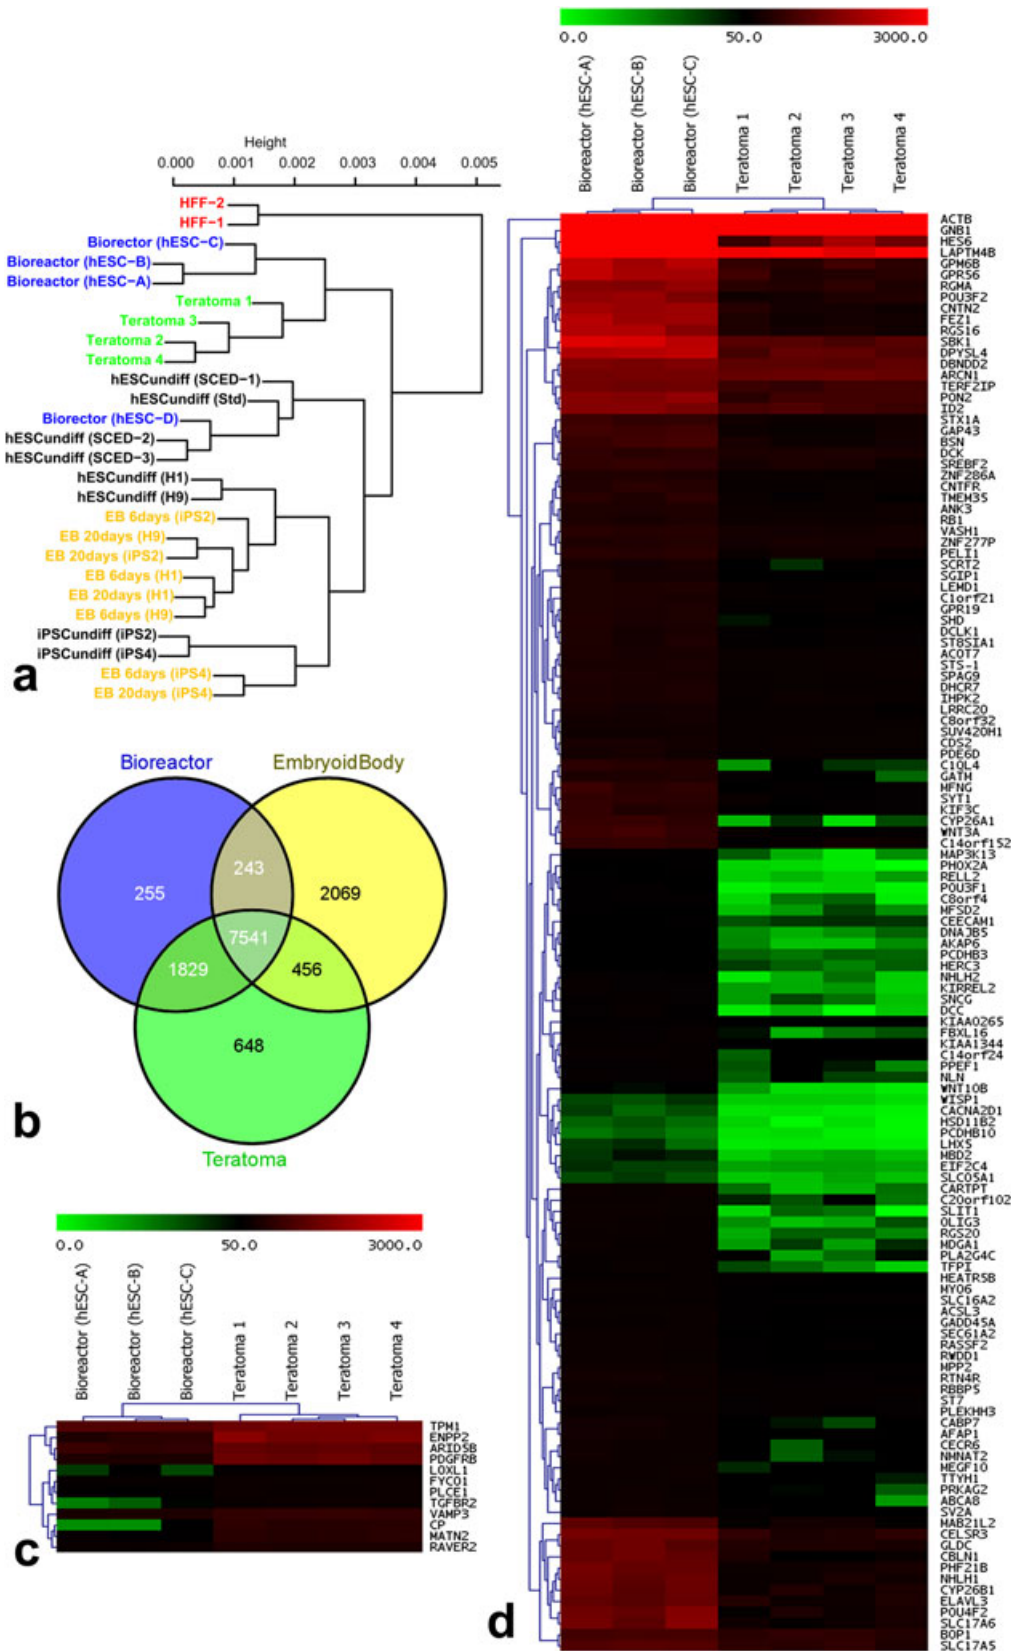 Height
0.000 0.001 0.002 0.003 0.004 0.005
HFF-2
HFF-1
Biorector (hESC-C)
Bioreactor (hESC-B)
Bioreactor (hESC-A)
Teratoma 1
Teratoma 3
Teratoma 2
Teratoma 4
hESCundiff (SCED-1)
hESCundiff (Std)
Biorector (hESC-D)
hESCundiff (SCED-2)
hESCundiff (SCED-3)
hESCundiff (H1)
hESCundiff (H9)
EB 6days (iPS2)
EB 20days (H9)
EB 20days (iPS2)
EB 6days (H1)
EB 20days (H1)
EB 6days (H9)
iPSCundiff (iPS2)
iPSCundiff (iPS4)
EB 6days (iPS4)
EB 20days (iPS4)
a
Bioreactor
EmbryoidBody
243
255
2069
7541
1829
456
648
Teratoma
b
0.0 50.0 3000.0
Bioreactor (hESC-A)
Bioreactor (hESC-B)
Bioreactor (hESC-C)
Teratoma 1
Teratoma 2
Teratoma 3
Teratoma 4
TPM1
ENPP2
ARID5B
PDGFRB
LOXL1
FYCO1
PLCE1
TGFBR2
VAMP3
CP
MATN2
RAVER2
c
0.0 50.0 3000.0
Bioreactor (hESC-A)
Bioreactor (hESC-B)
Bioreactor (hESC-C)
Teratoma 1
Teratoma 2
Teratoma 3
Teratoma 4
ACTB
GNB1
HES6
LAPTM4B
GPM6B
GPR56
RGMA
POU3F2
CNTN2
FEZ1
RGS16
SBK1
DPYSL4
DBNDD2
ARCN1
TERF2IP
PON2
ID2
STX1A
GAP43
BSN
DCK
SREBF2
ZNF286A
CNTFR
TMEM35
ANK3
RB1
VASH1
ZNF277P
PELI1
SCRT2
SGIP1
LEMD1
C1orf21
GPR19
SHD
DCLK1
ST8SIA1
ACOT7
STS-1
SPAG9
DHCR7
IHPK2
LRRC20
C8orf32
SUV420H1
CDS2
PDE6D
C1QL4
GATM
MFNG
SYT1
KIF3C
CYP26A1
WNT3A
C14orf152
MAP3K13
PHOX2A
RELL2
POU3F1
C8orf4
MFSD2
CEECAM1
DNAJB5
AKAP6
PCDHB3
HERC3
NHLH2
KIRREL2
SNCG
DCC
KIAA0265
FBXL16
KIAA1344
C14orf24
PPEF1
NLN
WNT10B
WISP1
CACNA2D1
HSD11B2
PCDHB10
LHX5
MBD2
EIF2C4
SLCO5A1
CARTPT
C20orf102
SLIT1
OLIG3
RGS20
MDGA1
PLA2G4C
TFPI
HEATR5B
MYO6
SLC16A2
ACSL3
GADD45A
SEC61A2
RASSF2
RWDD1
MPP2
RTN4R
RBBP5
ST7
PLEKHH3
CABP7
AFAP1
CECR6
NMNAT2
MEGF10
TTYH1
PRKAG2
ABCA8
SV2A
MAB21L2
CELSR3
GLDC
CBLN1
PHF21B
NHLH1
CYP26B1
ELAVL3
POU4F2
SLC17A6
BOP1
SLC17A5
d